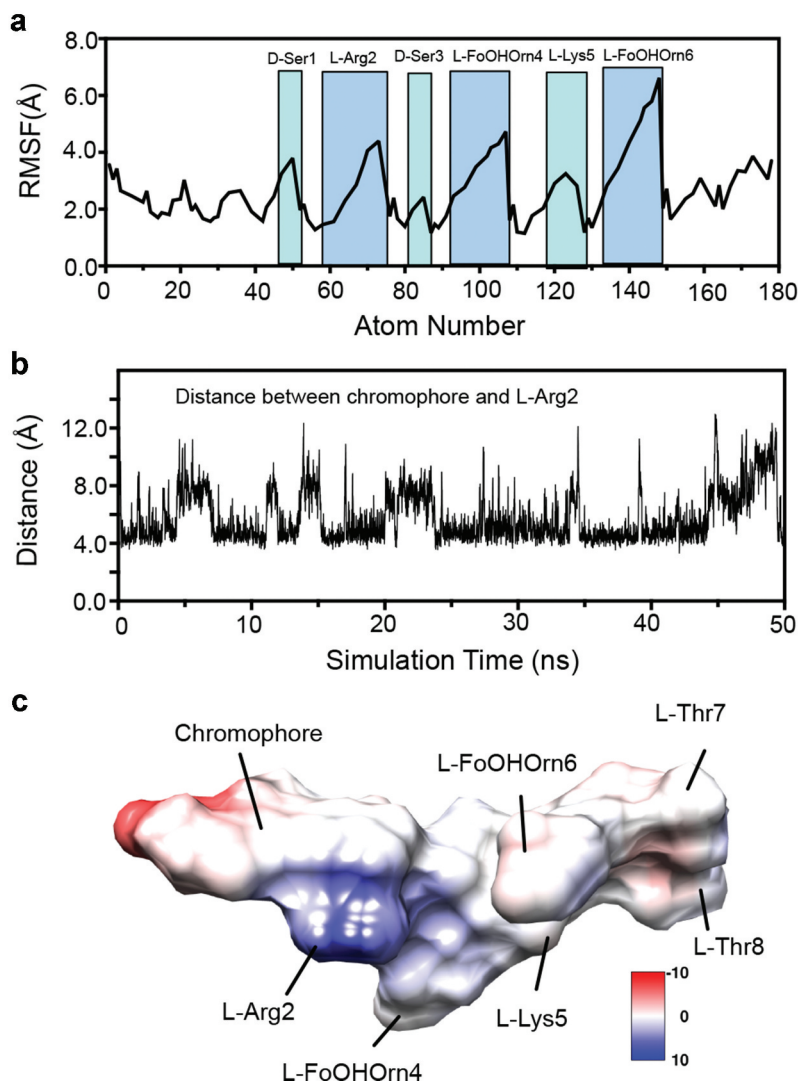 a
D-Ser1 L-Arg2 D-Ser3 L-FoOHOrn4 L-Lys5 L-FoOHOrn6
8.0
6.0
4.0
2.0
0.0
RMSF(Å)
0 20 40 60 80 100 120 140 160 180
Atom Number
b
Distance between chromophore and L-Arg2
12.0
8.0
4.0
0.0
Distance (Å)
0 10 20 30 40 50
Simulation Time (ns)
c
L-Thr7
Chromophore
L-FoOHOrn6
L-Thr8
L-Arg2
L-Lys5
L-FoOHOrn4
-10
0
10